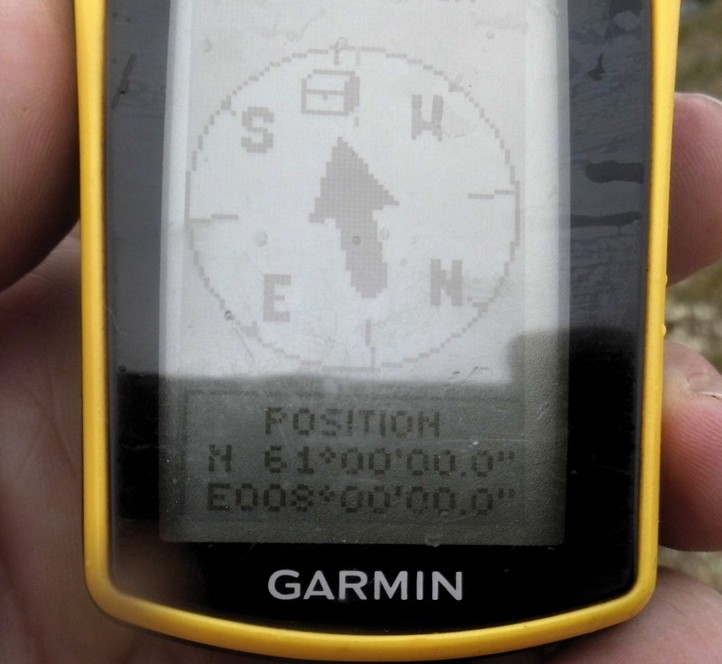 S W
E N
POSITION
N 61°00'00.0"
E008°00'00.0"
GARMIN